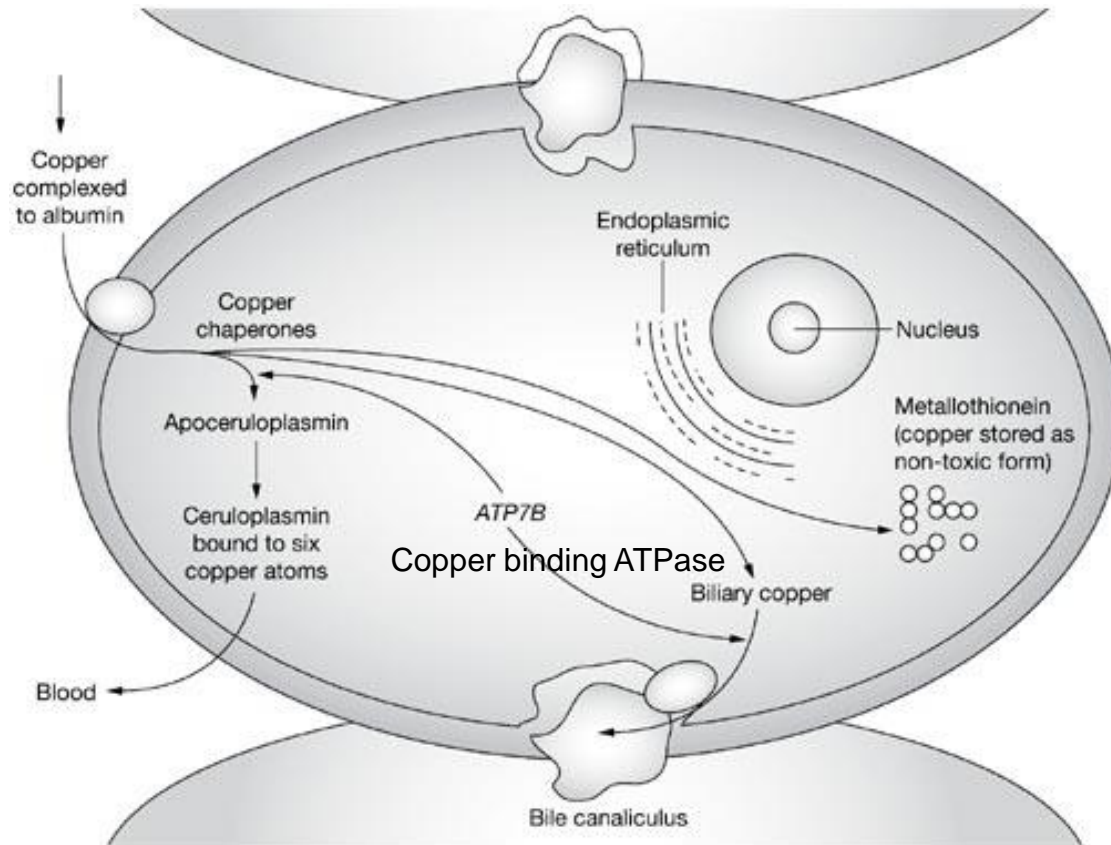 Copper
complexed
to albumin
Endoplasmic
reticulum
Copper
chaperones
Nucleus
Apoceruloplasmin
Metallothionein
(copper stored as
non-toxic form)
Ceruloplasmin
bound to six
copper atoms
ATP7B
Copper binding ATPase
Biliary copper
Blood
Bile canaliculus